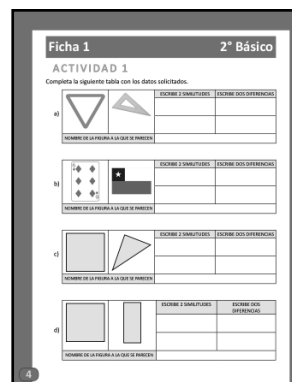 Ficha 1 2° Básico
ACTIVIDAD 1
Completa la siguiente tabla con los datos solicitados.
ESCRIBE 2 SIMILITUDES ESCRIBE DOS DIFERENCIAS
a)
NOMBRE DE LA FIGURA A LA QUE SE PARECEN
ESCRIBE 2 SIMILITUDES ESCRIBE DOS DIFERENCIAS
b)
NOMBRE DE LA FIGURA A LA QUE SE PARECEN
ESCRIBE 2 SIMILITUDES ESCRIBE DOS DIFERENCIAS
c)
NOMBRE DE LA FIGURA A LA QUE SE PARECEN
ESCRIBE 2 SIMILITUDES ESCRIBE DOS
DIFERENCIAS
d)
NOMBRE DE LA FIGURA A LA QUE SE PARECEN
4